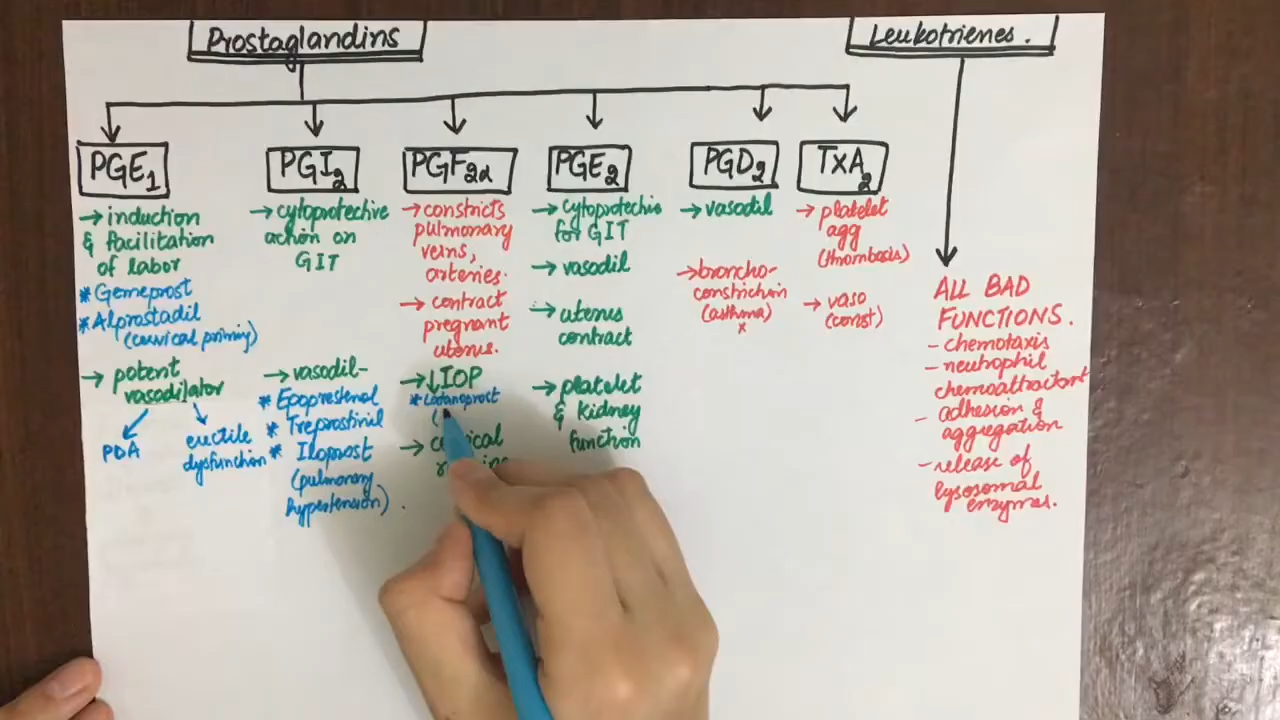 Prostaglandins
Leukotrienes.
PGE1
→ induction
& facilitation
of labor
* Gemeprost
* Alprostadil
(cervical priming)
→ potent
vasodilator
PDA
erectile
dysfunction
PGI2
→ cytoprotective
action on
GIT
→ vasodil-
* Epoprestenol
* Treprostinil
* Iloprost
(pulmonary
hypertension).
PGF2α
→ constricts
pulmonary
veins,
arteries.
→ contract
pregnant
uterus.
→ ↓IOP
* Latanoprost
(
→
PGE2
→ cytoprotectio
for GIT
→ vasodil
→ uterus
contract
→ platelet
& kidney
function
PGD2
→ vasodil
→ broncho-
constrichin
(asthma)
x
TxA2
→ platelet
agg
(thrombosis)
→ vaso
(const)
ALL BAD
FUNCTIONS.
- chemotaxis
- neutrophil
chemoattractant
- adhesion &
aggregation
- release of
lysosomal
enzymes.